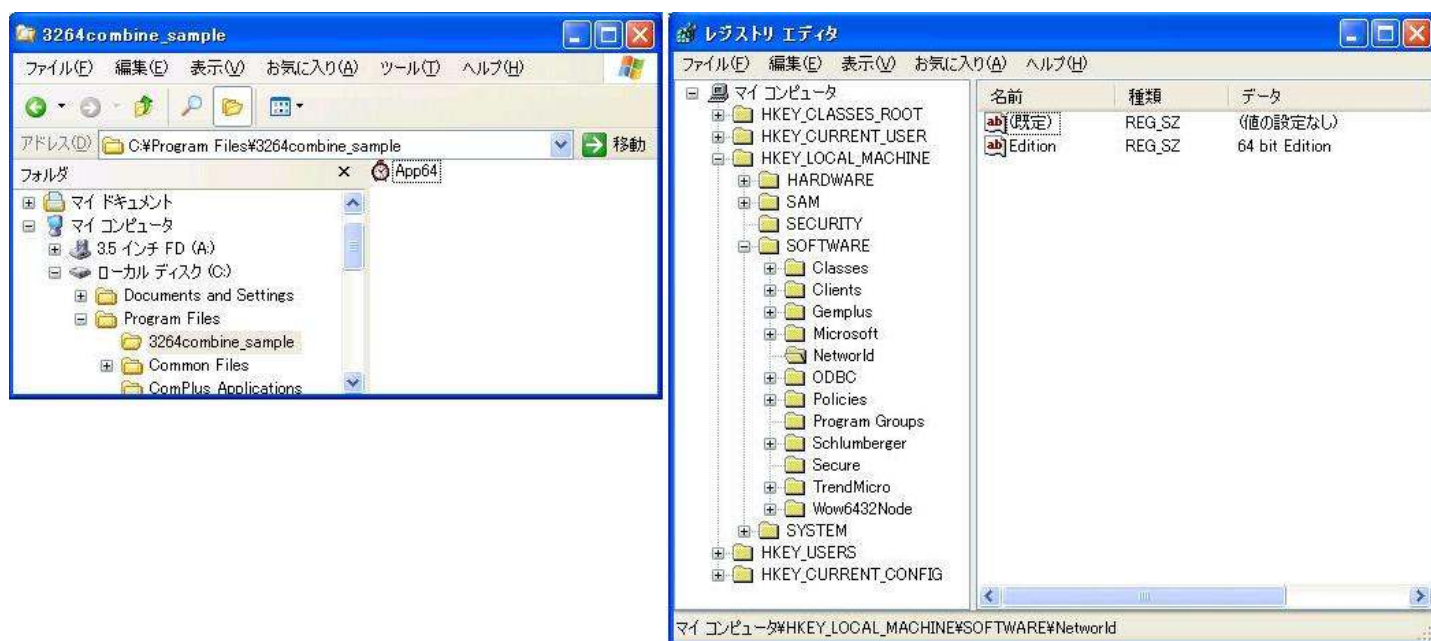 3264combine_sample
ファイル(F) 編集(E) 表示(V) お気に入り(A) ツール(T) ヘルプ(H)
アドレス(D) C:¥Program Files¥3264combine_sample 移動
フォルダ
マイ ドキュメント
マイ コンピュータ
3.5 インチ FD (A:)
ローカル ディスク (C:)
Documents and Settings
Program Files
3264combine_sample
Common Files
ComPlus Applications
App64
レジストリ エディタ
ファイル(F) 編集(E) 表示(V) お気に入り(A) ヘルプ(H)
マイ コンピュータ
HKEY_CLASSES_ROOT
HKEY_CURRENT_USER
HKEY_LOCAL_MACHINE
HARDWARE
SAM
SECURITY
SOFTWARE
Classes
Clients
Gemplus
Microsoft
Networld
ODBC
Policies
Program Groups
Schlumberger
Secure
TrendMicro
Wow6432Node
SYSTEM
HKEY_USERS
HKEY_CURRENT_CONFIG
名前 種類 データ
ab (既定) REG_SZ (値の設定なし)
ab Edition REG_SZ 64 bit Edition
マイ コンピュータ¥HKEY_LOCAL_MACHINE¥SOFTWARE¥Networld